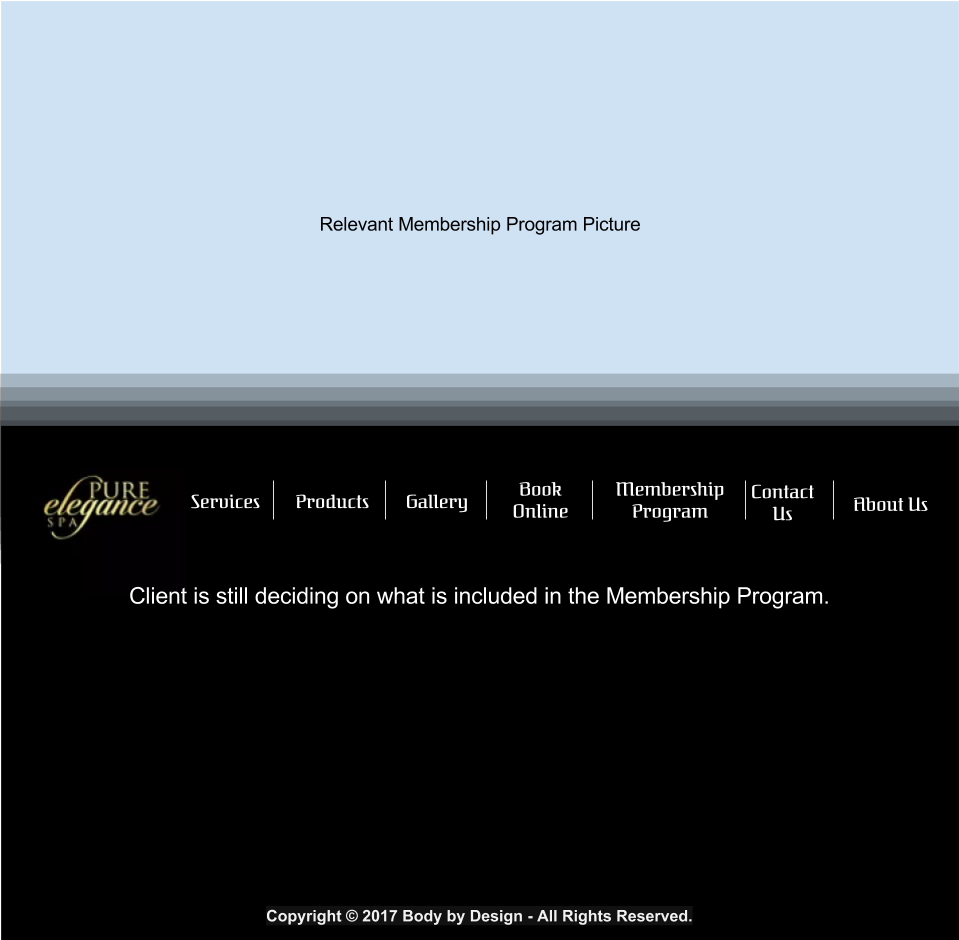 Relevant Membership Program Picture
PURE
elegance
SPA
Services
Products
Gallery
Book
Online
Membership
Program
Contact
Us
About Us
Client is still deciding on what is included in the Membership Program.
Copyright © 2017 Body by Design - All Rights Reserved.